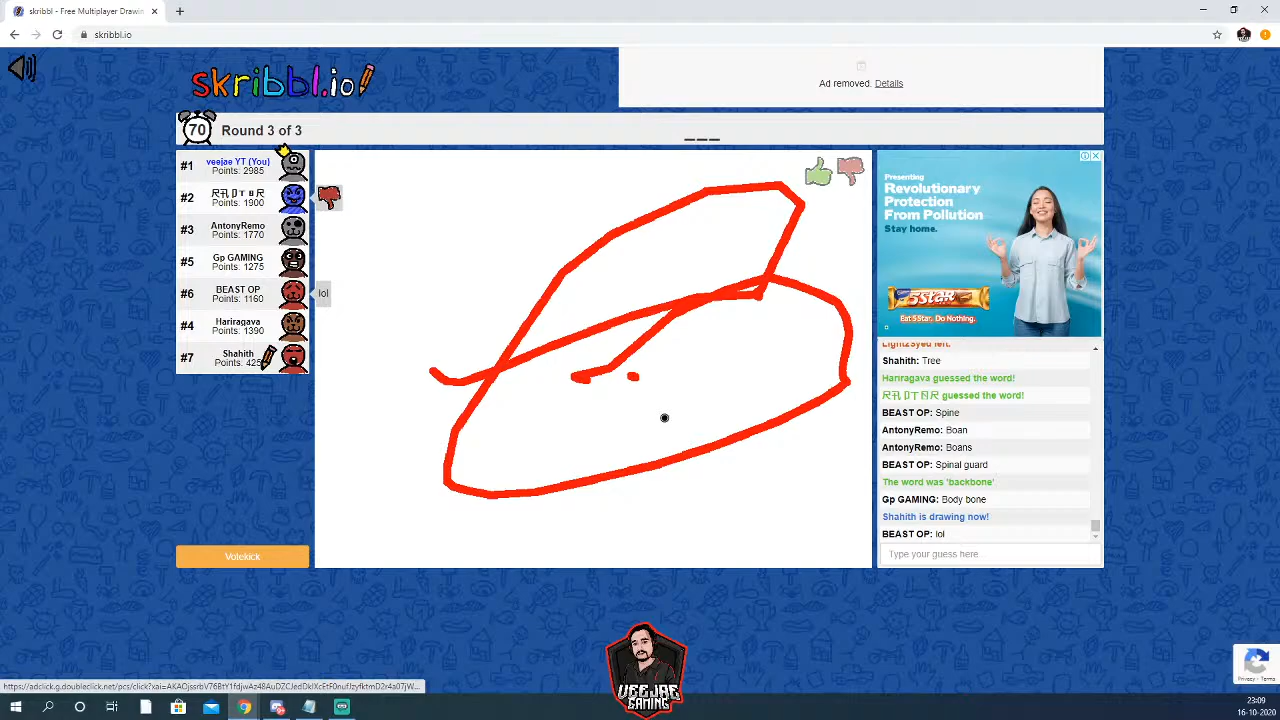 skribbl - Free Multiplayer Drawin
skribbl.io
skribbl.io
Ad removed. Details
70
Round 3 of 3
___
#1 veejae YT (You)
Points: 2985
#2
Points: 1900
#3 AntonyRemo
Points: 1770
#5 Gp GAMING
Points: 1275
#6 BEAST OP
Points: 1160
lol
#4 Hariragava
Points: 1390
#7 Shahith
Points: 425
Votekick
Presenting
Revolutionary
Protection
From Pollution
Stay home.
5STAR
Eat 5Star. Do Nothing.
Light2syed left.
Shahith: Tree
Hariragava guessed the word!
guessed the word!
BEAST OP: Spine
AntonyRemo: Boan
AntonyRemo: Boans
BEAST OP: Spinal guard
The word was 'backbone'
Gp GAMING: Body bone
Shahith is drawing now!
BEAST OP: lol
Type your guess here...
VEEJAE
GAMING
Privacy - Terms
23:09
16-10-2020